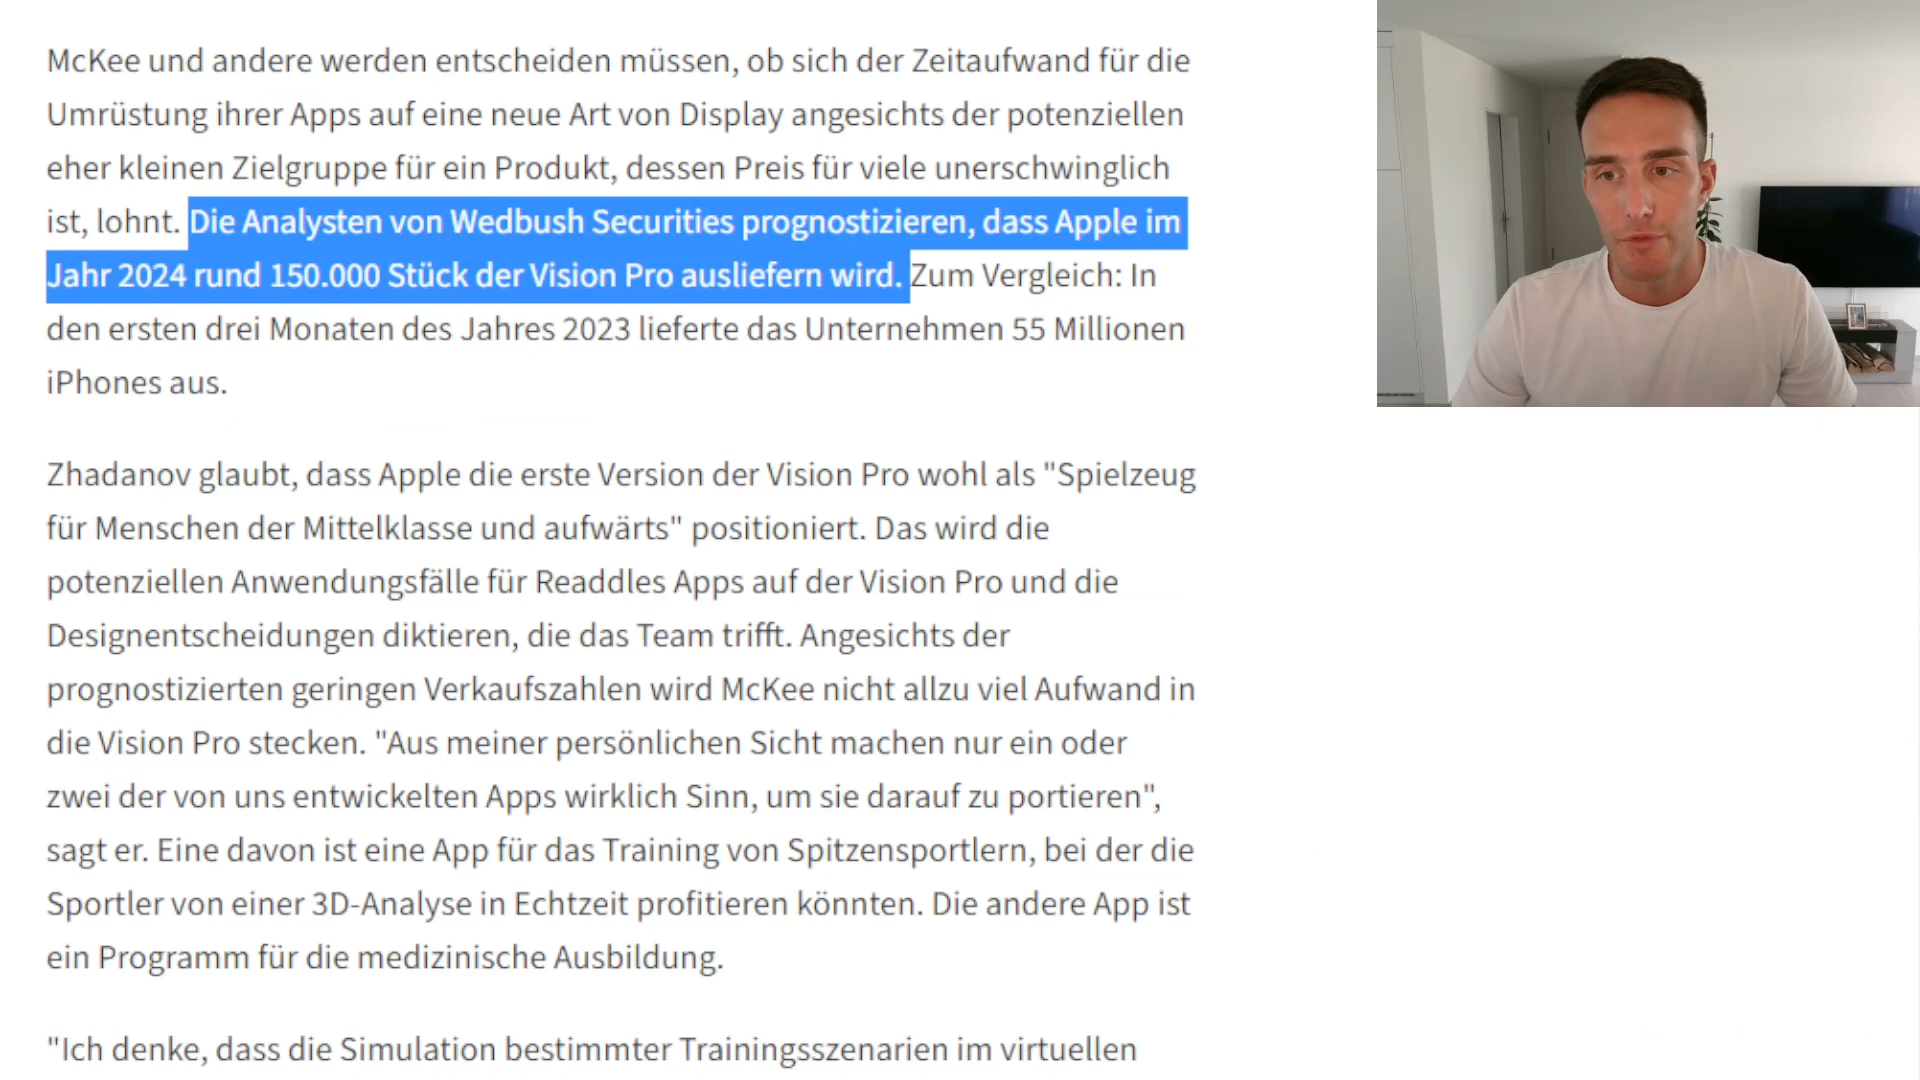 McKee und andere werden entscheiden müssen, ob sich der Zeitaufwand für die
Umrüstung ihrer Apps auf eine neue Art von Display angesichts der potenziellen
eher kleinen Zielgruppe für ein Produkt, dessen Preis für viele unerschwinglich
ist, lohnt. Die Analysten von Wedbush Securities prognostizieren, dass Apple im
Jahr 2024 rund 150.000 Stück der Vision Pro ausliefern wird. Zum Vergleich: In
den ersten drei Monaten des Jahres 2023 lieferte das Unternehmen 55 Millionen
iPhones aus.
Zhadanov glaubt, dass Apple die erste Version der Vision Pro wohl als "Spielzeug
für Menschen der Mittelklasse und aufwärts" positioniert. Das wird die
potenziellen Anwendungsfälle für Readdles Apps auf der Vision Pro und die
Designentscheidungen diktieren, die das Team trifft. Angesichts der
prognostizierten geringen Verkaufszahlen wird McKee nicht allzu viel Aufwand in
die Vision Pro stecken. "Aus meiner persönlichen Sicht machen nur ein oder
zwei der von uns entwickelten Apps wirklich Sinn, um sie darauf zu portieren",
sagt er. Eine davon ist eine App für das Training von Spitzensportlern, bei der die
Sportler von einer 3D-Analyse in Echtzeit profitieren könnten. Die andere App ist
ein Programm für die medizinische Ausbildung.
"Ich denke, dass die Simulation bestimmter Trainingsszenarien im virtuellen